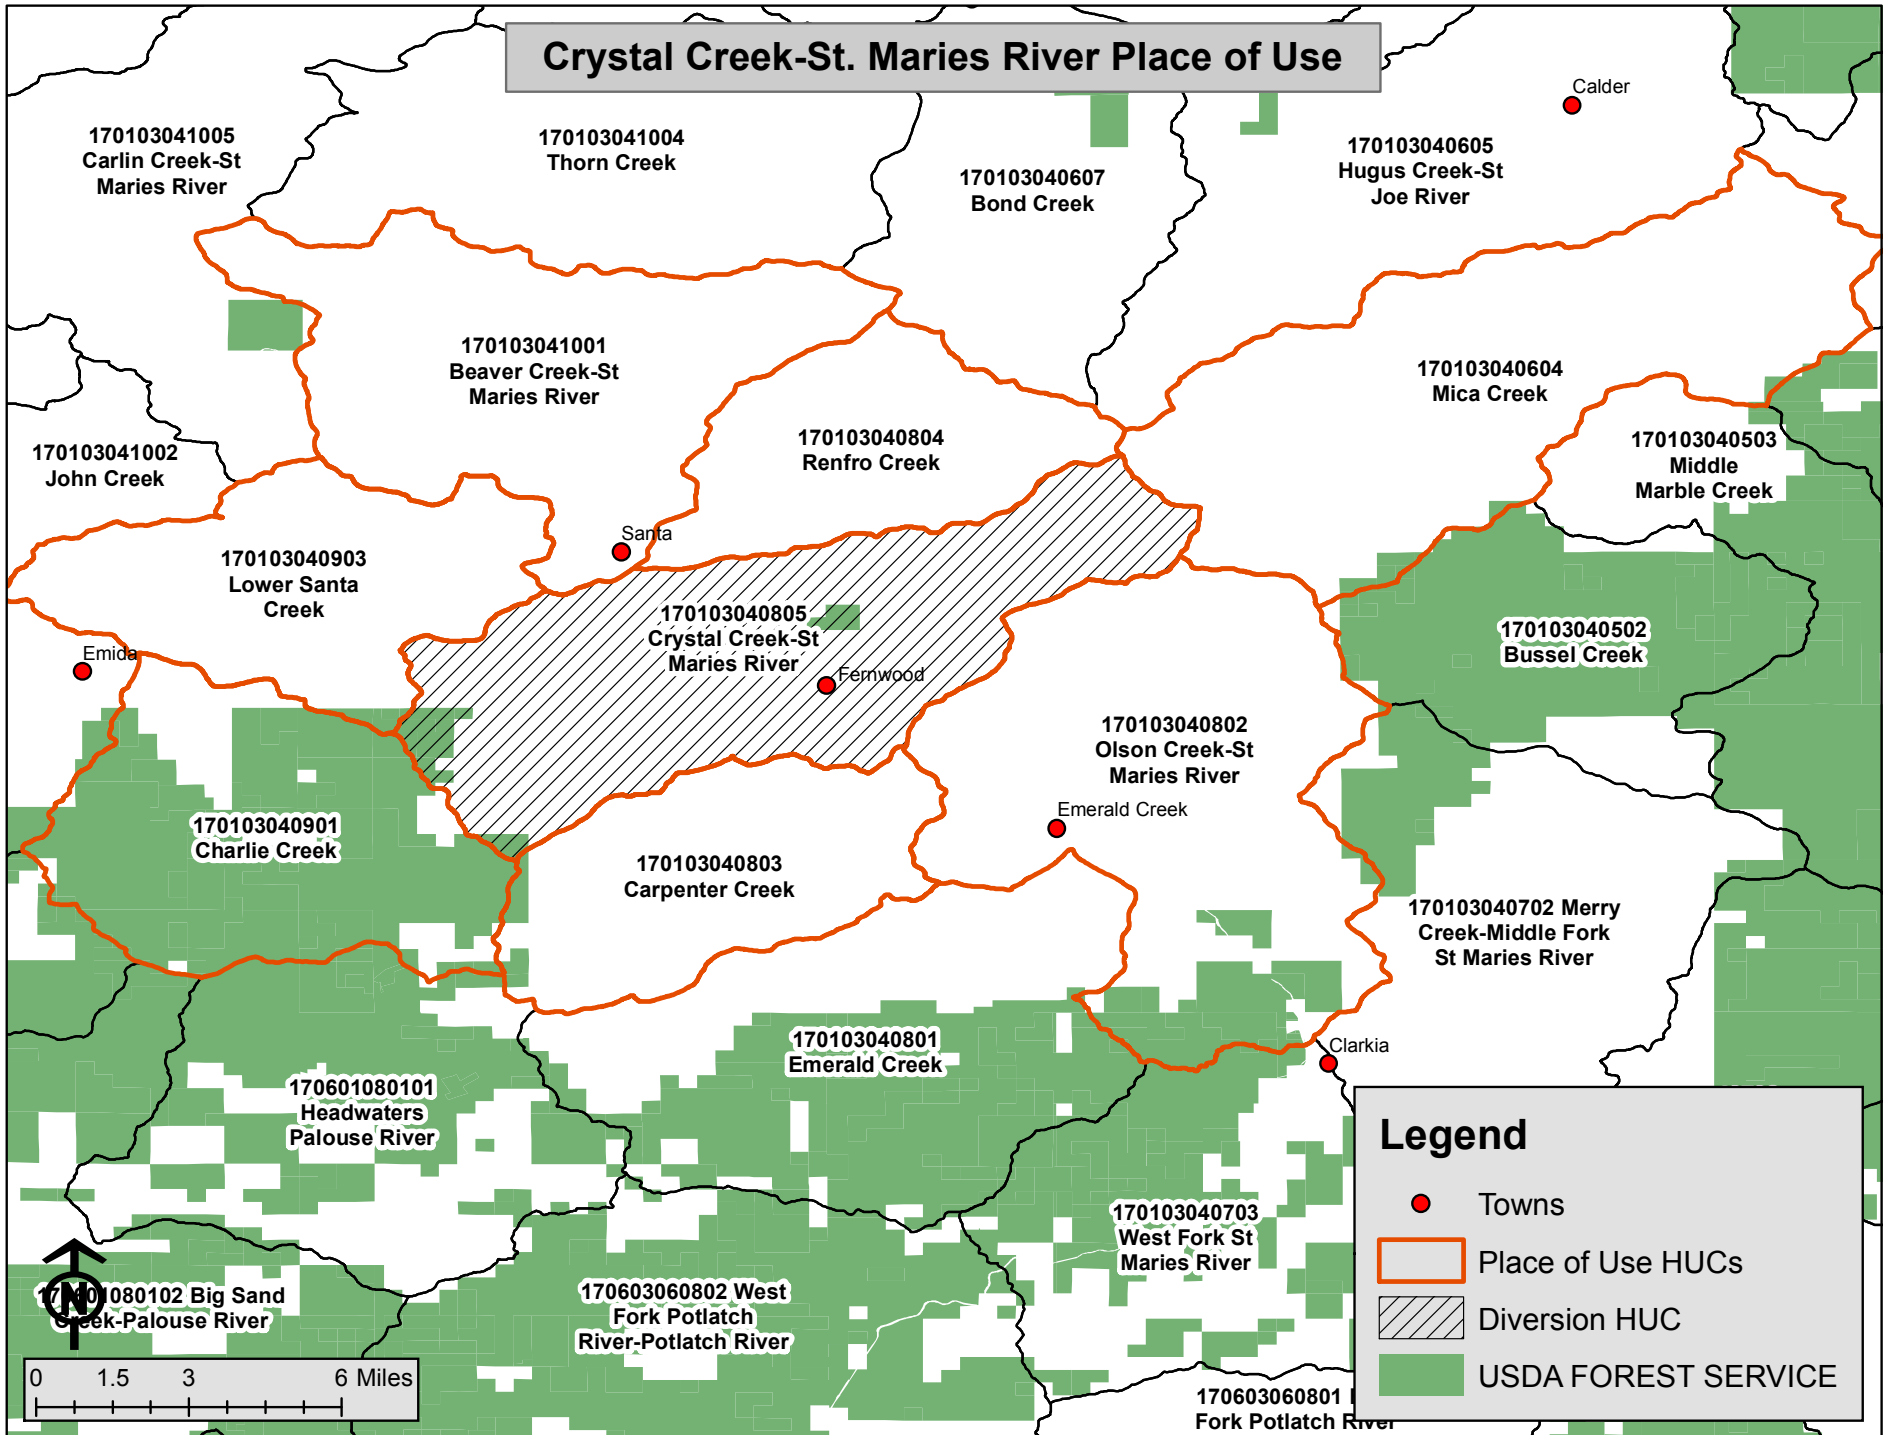 Crystal Creek-St. Maries River Place of Use
Calder
170103041005
Carlin Creek-St
Maries River
170103041004
Thorn Creek
170103040607
Bond Creek
170103040605
Hugus Creek-St
Joe River
170103041001
Beaver Creek-St
Maries River
170103040604
Mica Creek
170103041002
John Creek
170103040804
Renfro Creek
170103040503
Middle
Marble Creek
Santa
170103040903
Lower Santa
Creek
170103040805
Crystal Creek-St
Maries River
Fernwood
170103040502
Bussel Creek
Emida
170103040802
Olson Creek-St
Maries River
Emerald Creek
170103040901
Charlie Creek
170103040803
Carpenter Creek
170103040702 Merry
Creek-Middle Fork
St Maries River
170103040801
Emerald Creek
Clarkia
170601080101
Headwaters
Palouse River
170103040703
West Fork St
Maries River
N
080102 Big Sand
-Palouse River
170603060802 West
Fork Potlatch
River-Potlatch River
170603060801
Fork Potlatch River
0 1.5 3 6 Miles
Legend
Towns
Place of Use HUCs
Diversion HUC
USDA FOREST SERVICE